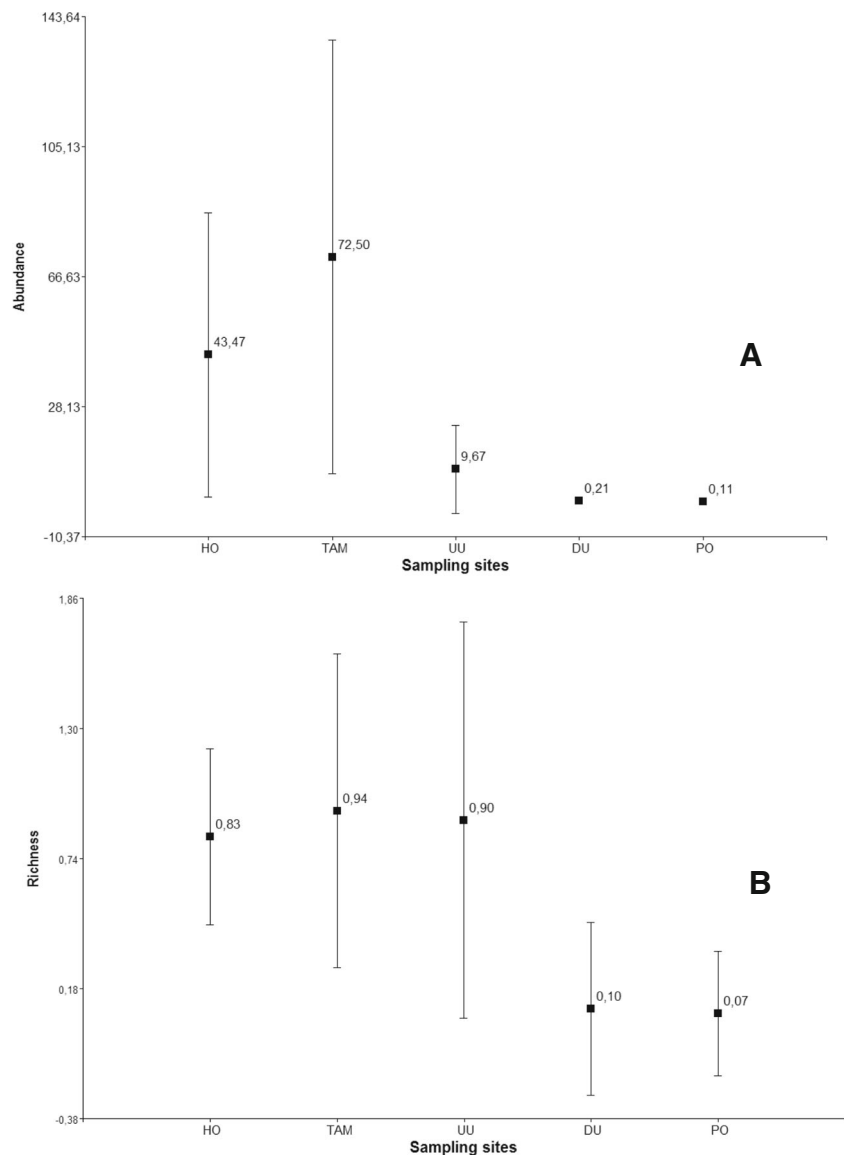 143,64
105,13
Abundance
72,50
66,63
43,47
A
28,13
9,67
0,21
0,11
-10,37
HO TAM UU DU PO
Sampling sites
1,86
1,30
Richness
0,94
0,90
0,83
0,74
B
0,18
0,10
0,07
-0,38
HO TAM UU DU PO
Sampling sites